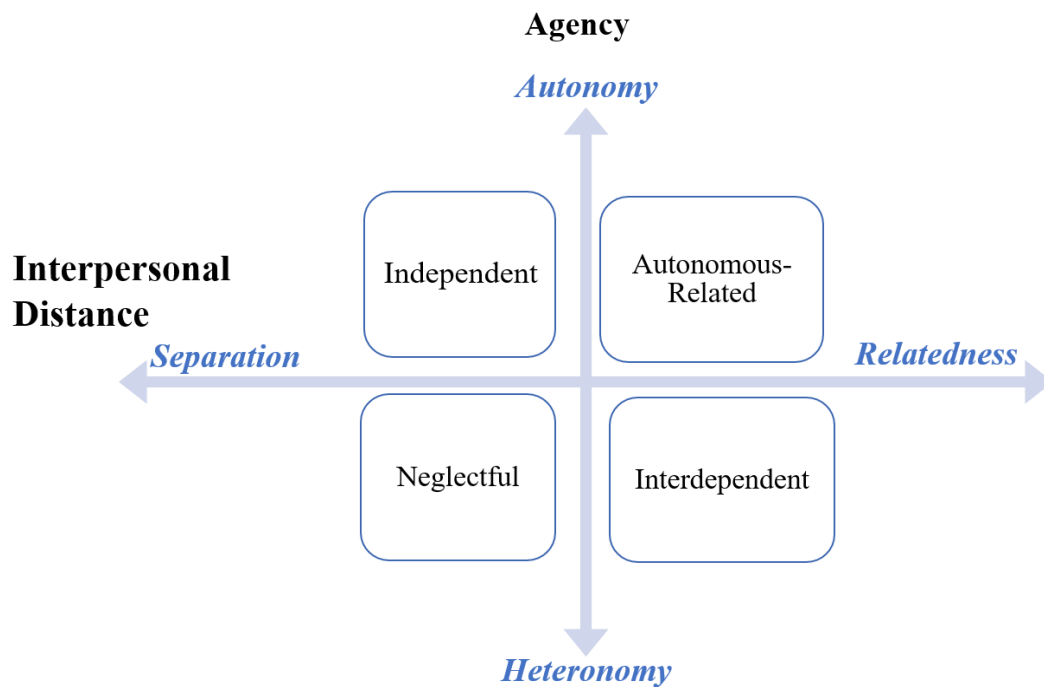 Agency
Autonomy
Independent
Autonomous-
Related
Interpersonal
Distance
Separation
Relatedness
Neglectful
Interdependent
Heteronomy